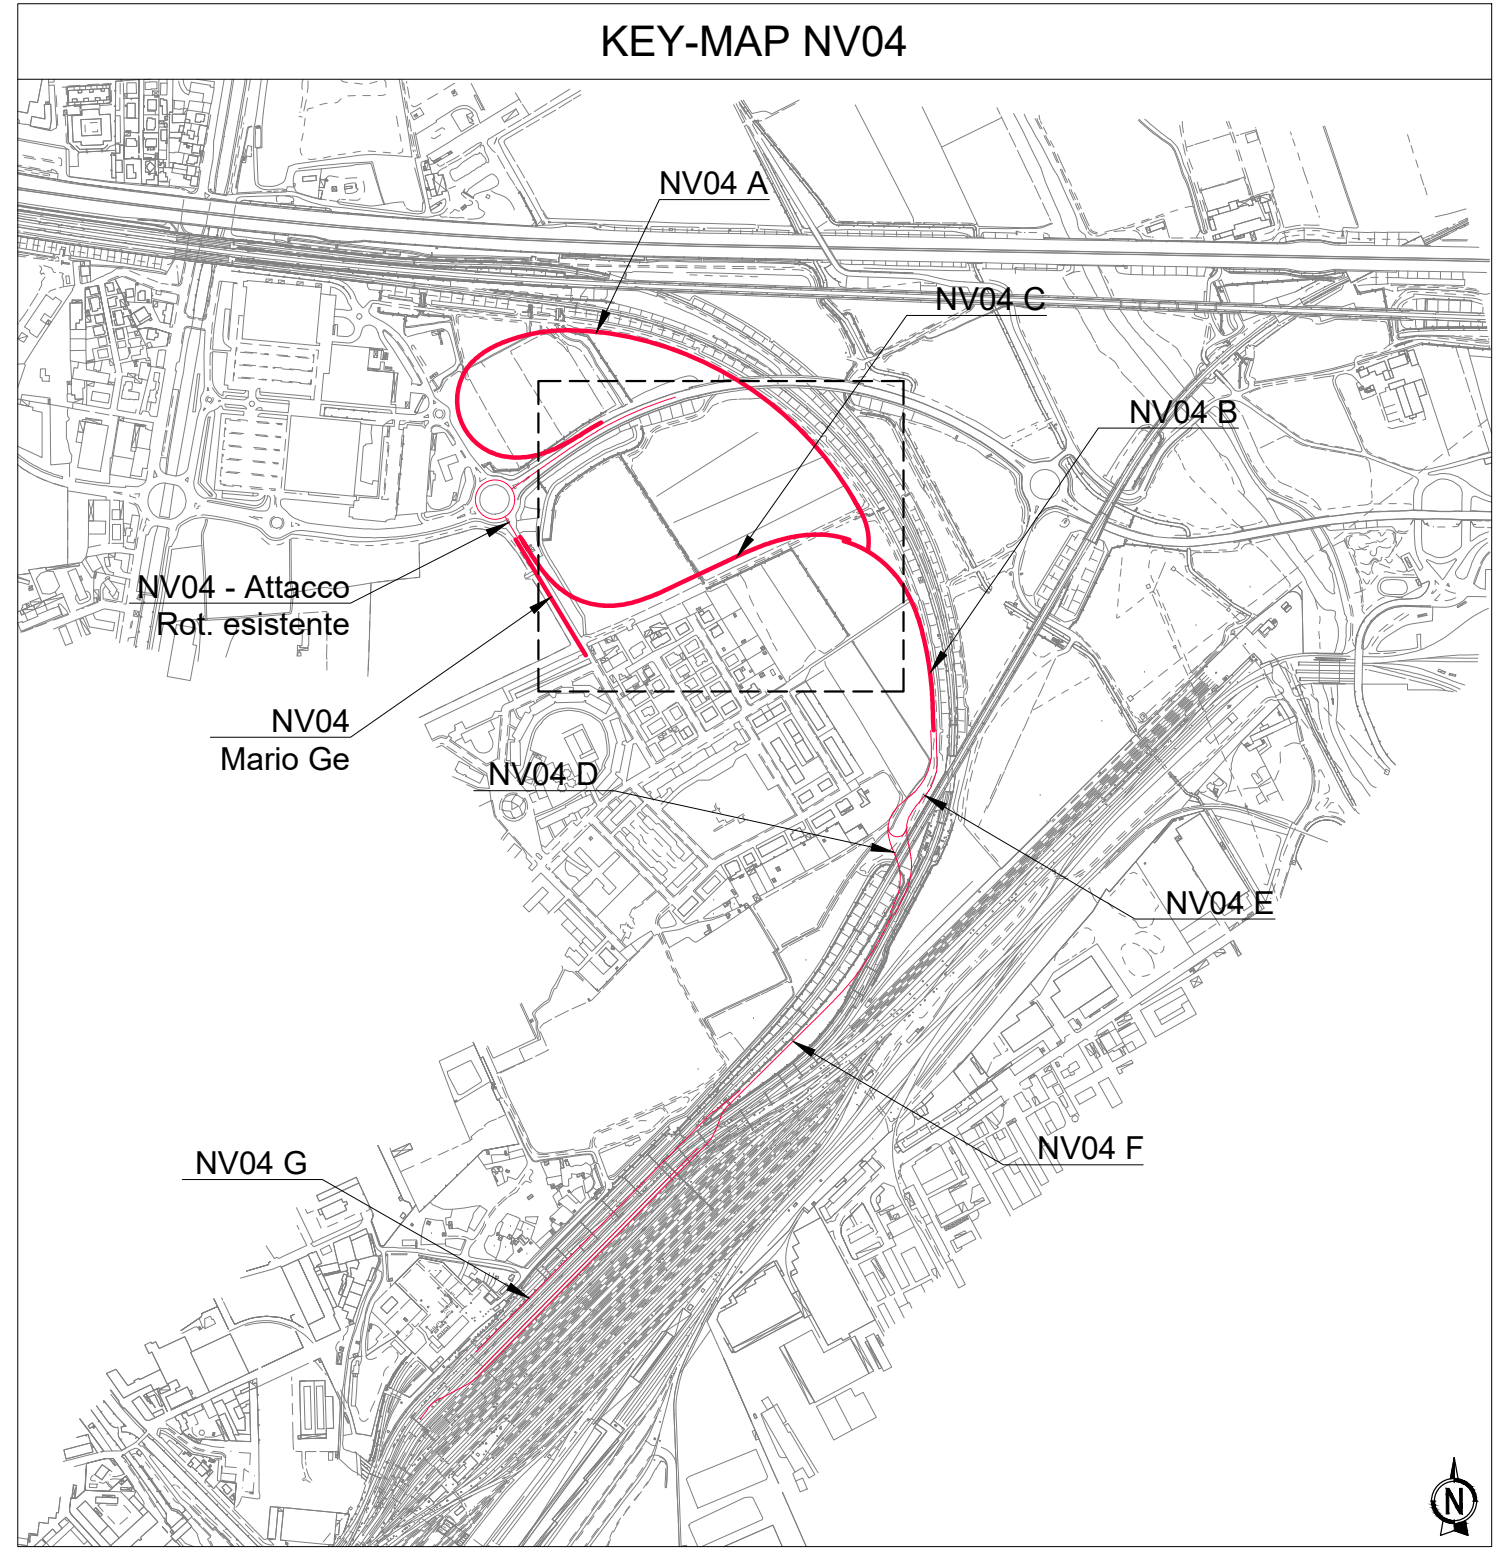 KEY-MAP NV04
NV04 A
NV04 C
NV04 B
NV04 - Attacco
Rot. esistente
NV04
Mario Ge
NV04 D
NV04 E
NV04 F
NV04 G
N